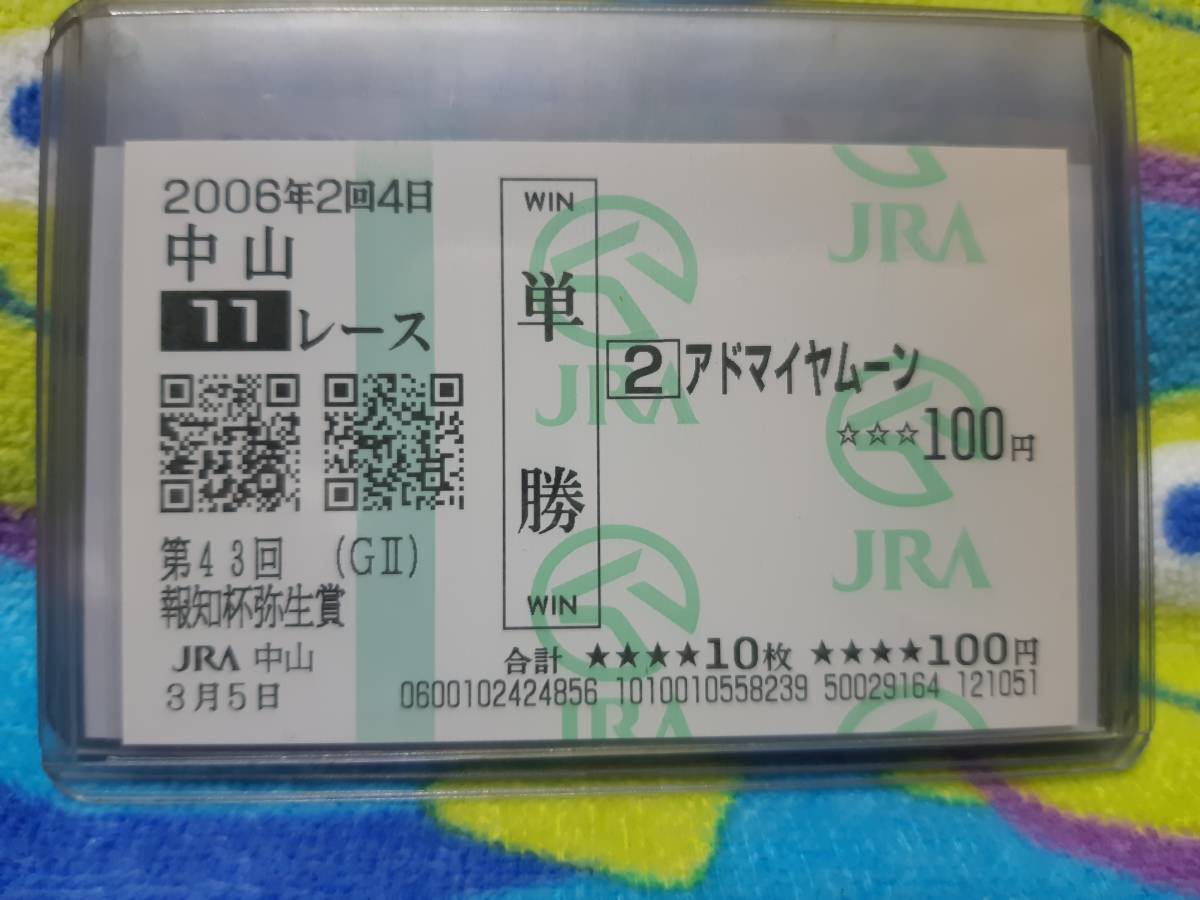 2006年2回4日
中山
11レース
第43回 (GⅡ)
報知杯弥生賞
JRA 中山
3月5日
WIN
単勝
WIN
2 アドマイヤムーン
☆☆☆100円
合計 ★★★★10枚 ★★★★100円
0600102424856 1010010558239 50029164 121051
JRA
JRA
JRA
JRA